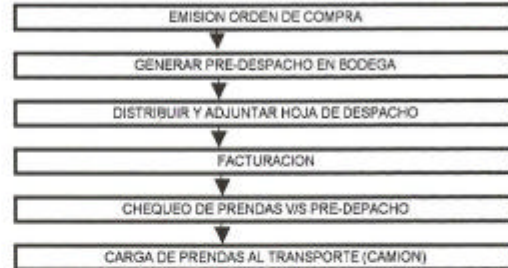 EMISION ORDEN DE COMPRA
GENERAR PRE-DESPACHO EN BODEGA
DISTRIBUIR Y ADJUNTAR HOJA DE DESPACHO
FACTURACION
CHEQUEO DE PRENDAS V/S PRE-DEPACHO
CARGA DE PRENDAS AL TRANSPORTE (CAMION)